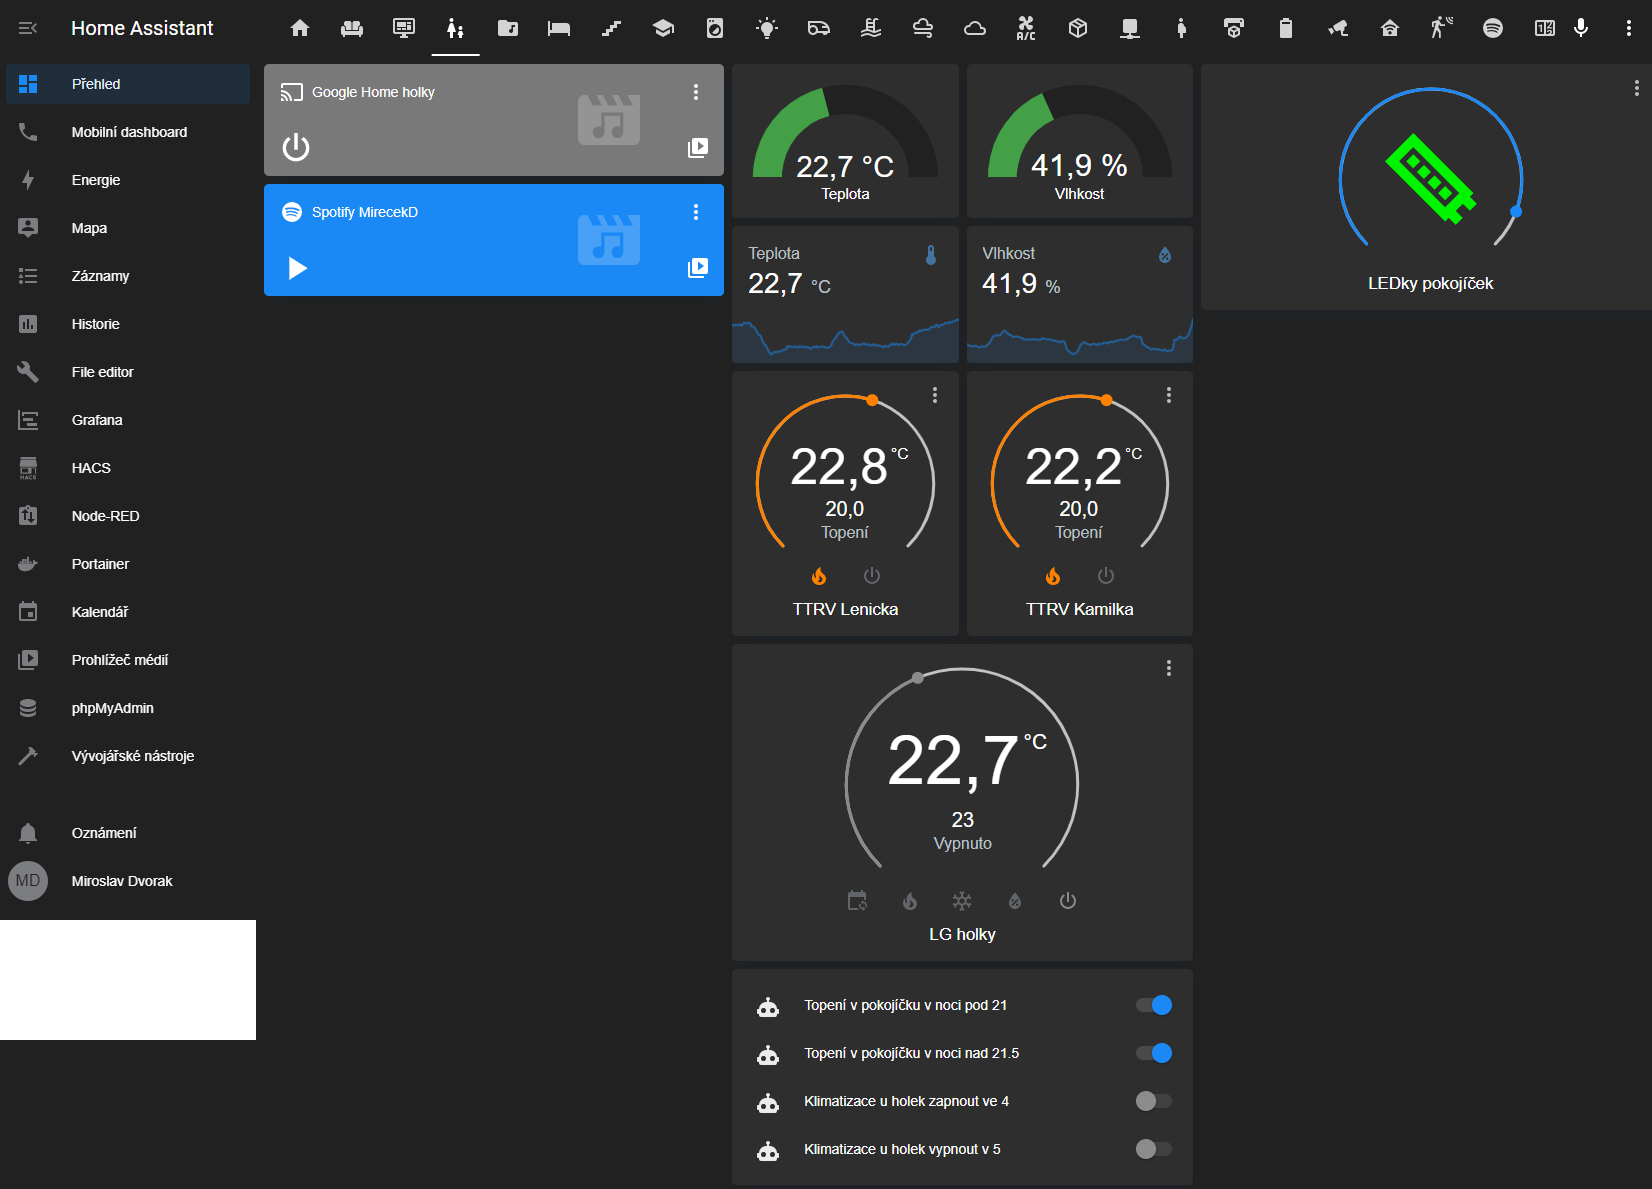 Home Assistant
A/C
Přehled
Mobilní dashboard
Energie
Mapa
Záznamy
Historie
File editor
Grafana
HACS
HACS
Node-RED
Portainer
Kalendář
Prohlížeč médií
phpMyAdmin
Vývojářské nástroje
Oznámení
MD
Miroslav Dvorak
Google Home holky
Spotify MirecekD
22,7 °C
Teplota
41,9 %
Vlhkost
Teplota
22,7 °C
Vlhkost
41,9 %
22,8 °C
20,0
Topení
TTRV Lenicka
22,2 °C
20,0
Topení
TTRV Kamilka
22,7 °C
23
Vypnuto
LG holky
Topení v pokojíčku v noci pod 21
Topení v pokojíčku v noci nad 21.5
Klimatizace u holek zapnout ve 4
Klimatizace u holek vypnout v 5
LEDky pokojíček